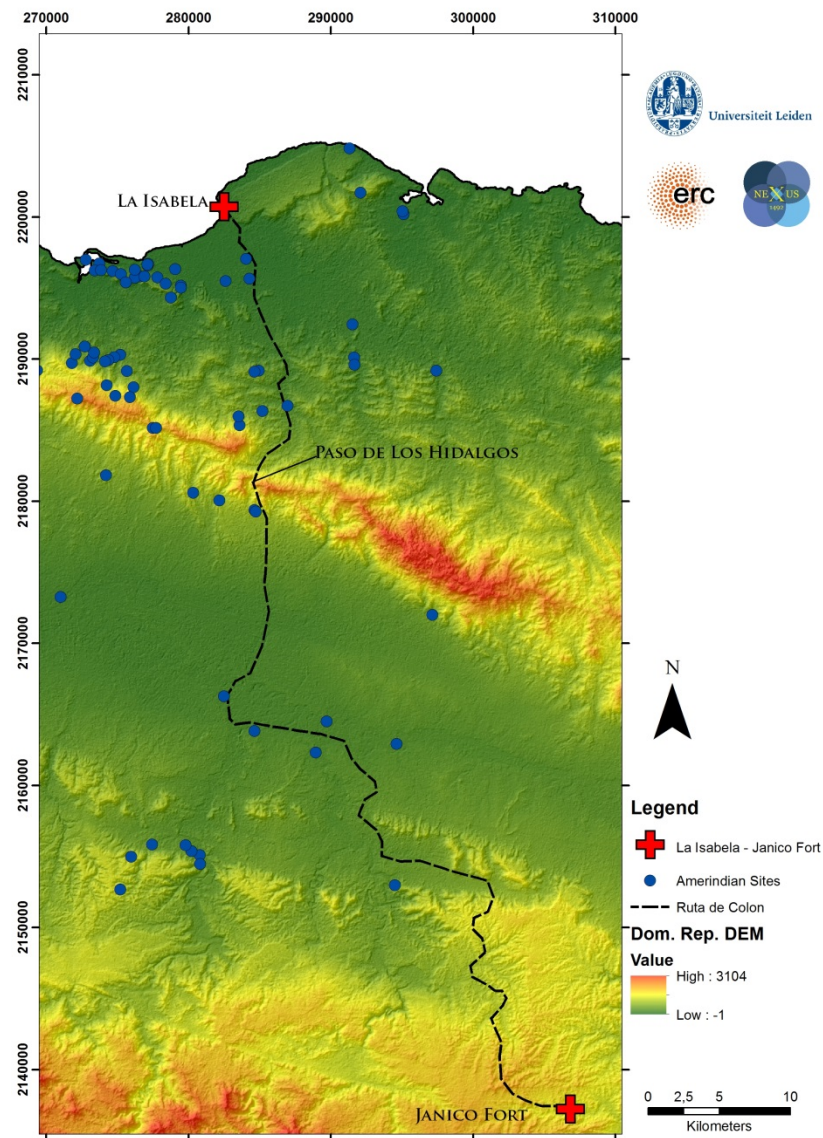 270000 280000 290000 300000 310000
2210000
2200000
2190000
2180000
2170000
2160000
2150000
2140000
La Isabela
Paso de Los Hidalgos
Janico Fort
Universiteit Leiden
erc
NEXUS
1492
N
Legend
La Isabela - Janico Fort
Amerindian Sites
Ruta de Colon
Dom. Rep. DEM
Value
High : 3104
Low : -1
0 2,5 5 10
Kilometers